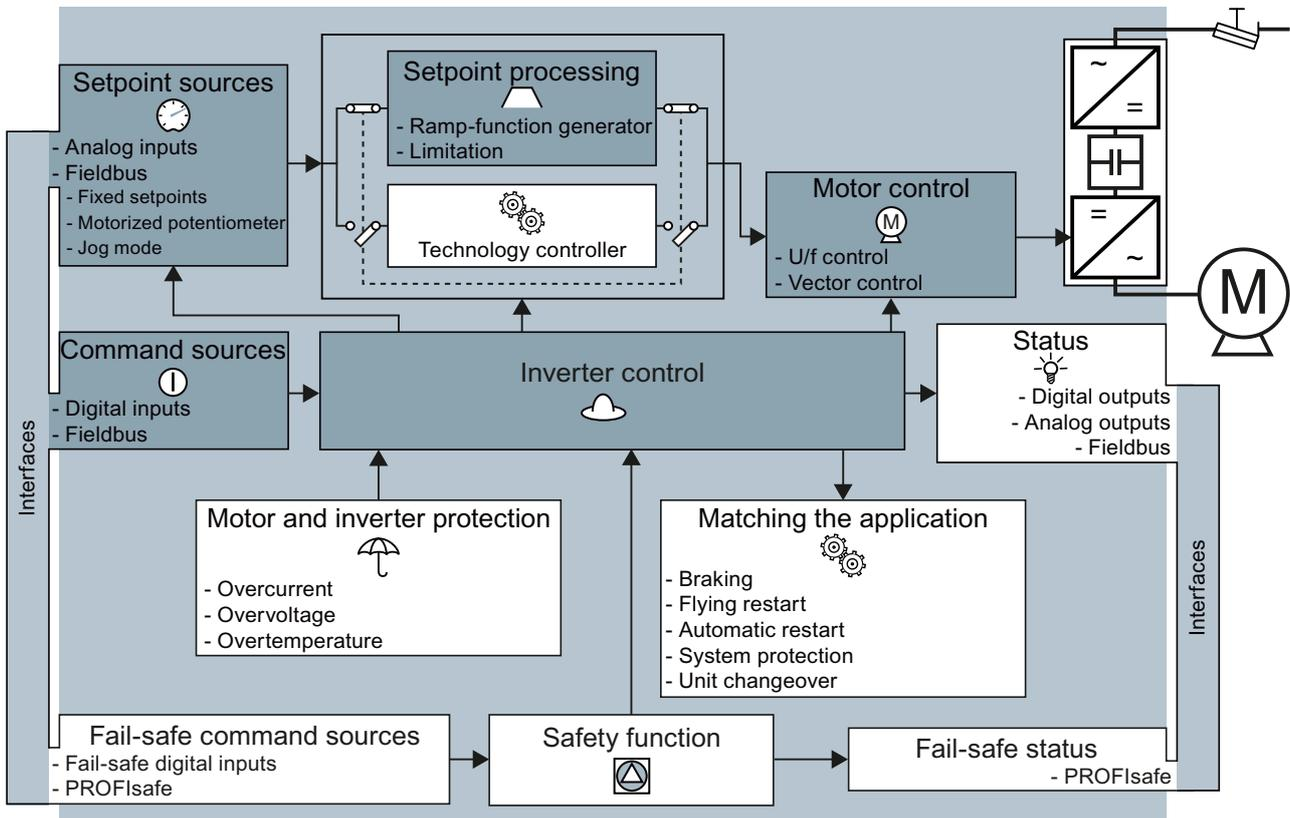 Setpoint sources
- Analog inputs
- Fieldbus
- Fixed setpoints
- Motorized potentiometer
- Jog mode
Setpoint processing
- Ramp-function generator
- Limitation
Technology controller
Motor control
M
- U/f control
- Vector control
~
=
=
~
M
Command sources
- Digital inputs
- Fieldbus
Inverter control
Status
- Digital outputs
- Analog outputs
- Fieldbus
Interfaces
Motor and inverter protection
- Overcurrent
- Overvoltage
- Overtemperature
Matching the application
- Braking
- Flying restart
- Automatic restart
- System protection
- Unit changeover
Interfaces
Fail-safe command sources
- Fail-safe digital inputs
- PROFIsafe
Safety function
Fail-safe status
- PROFIsafe